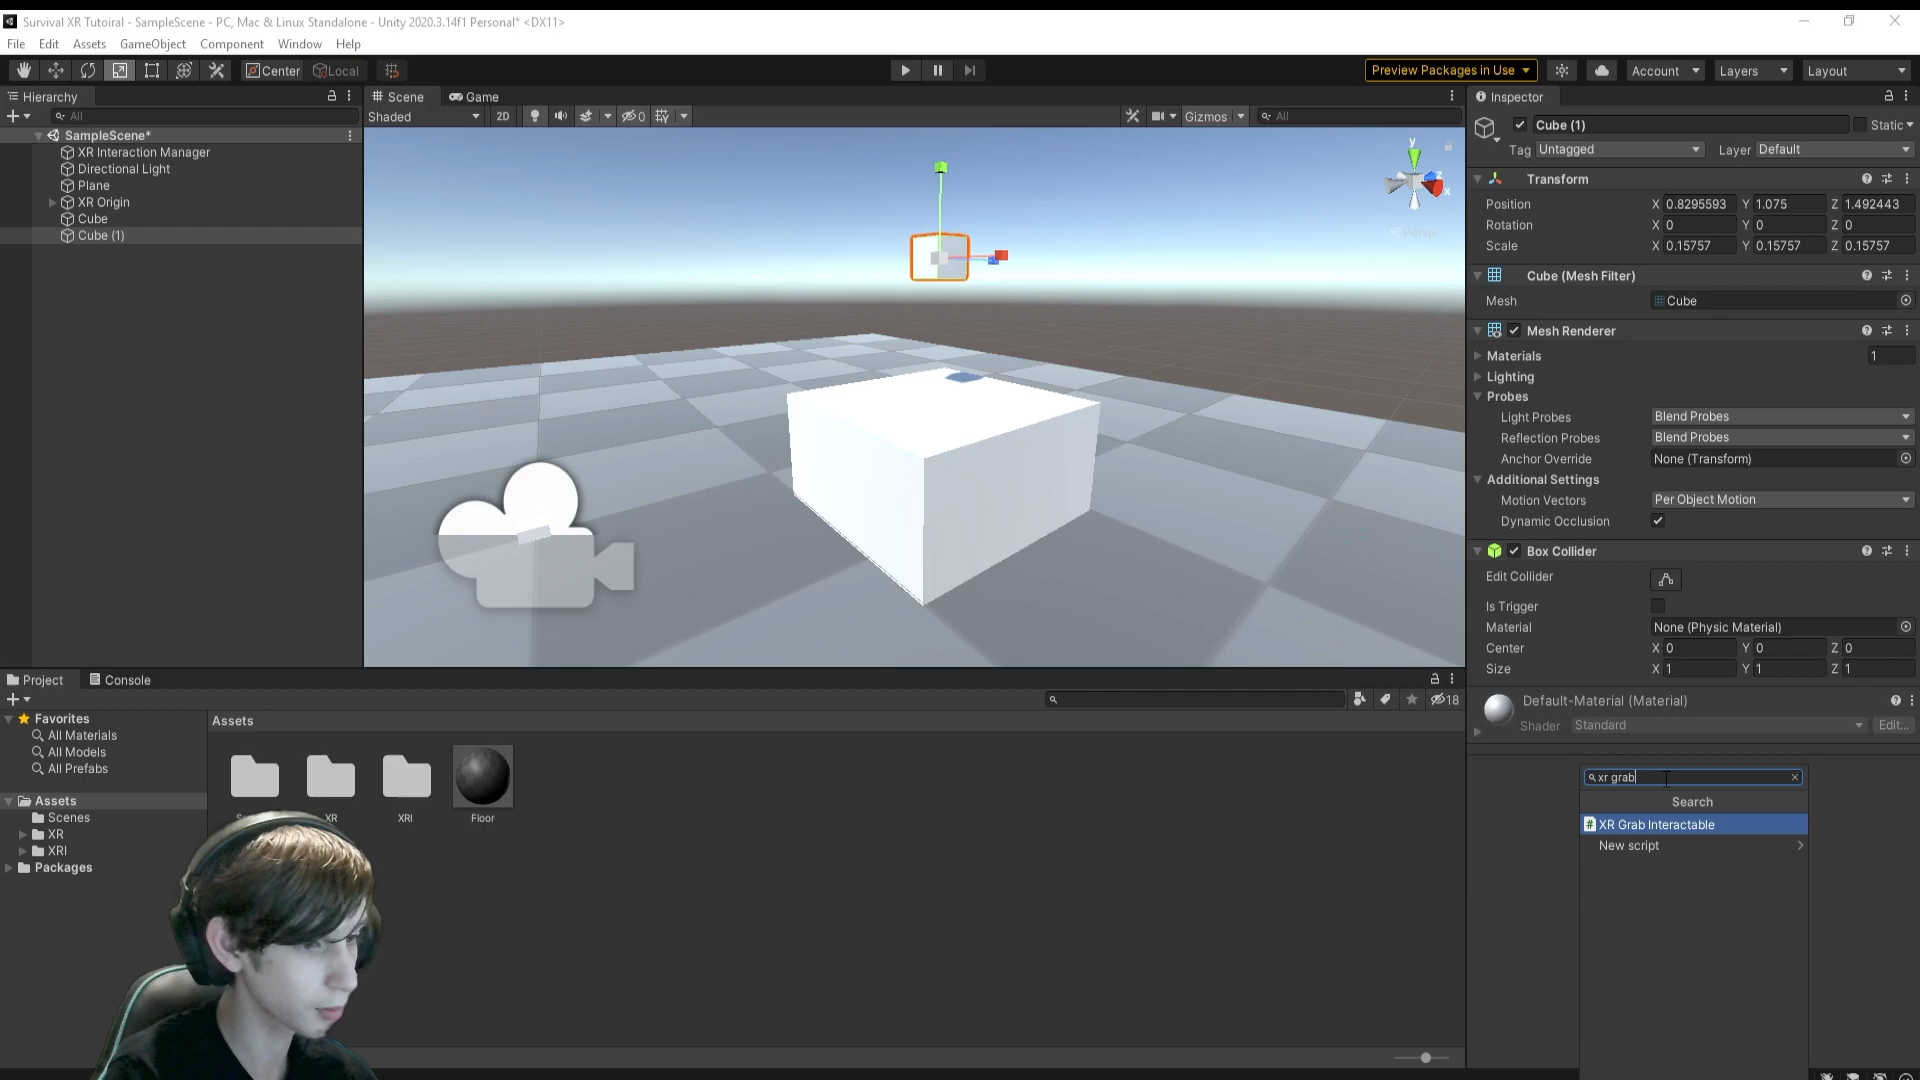 Survival XR Tutoiral - SampleScene - PC, Mac & Linux Standalone - Unity 2020.3.14f1 Personal* <DX11>
File Edit Assets GameObject Component Window Help
Center Local
Preview Packages in Use Account Layers Layout
Hierarchy
All
SampleScene*
XR Interaction Manager
Directional Light
Plane
XR Origin
Cube
Cube (1)
Scene Game
Shaded 2D 0 Gizmos All
y
z
x
Persp
Inspector
Cube (1) Static
Tag Untagged Layer Default
Transform
Position X 0.8295593 Y 1.075 Z 1.492443
Rotation X 0 Y 0 Z 0
Scale X 0.15757 Y 0.15757 Z 0.15757
Cube (Mesh Filter)
Mesh Cube
Mesh Renderer
Materials 1
Lighting
Probes
Light Probes Blend Probes
Reflection Probes Blend Probes
Anchor Override None (Transform)
Additional Settings
Motion Vectors Per Object Motion
Dynamic Occlusion
Box Collider
Edit Collider
Is Trigger
Material None (Physic Material)
Center X 0 Y 0 Z 0
Size X 1 Y 1 Z 1
Default-Material (Material)
Shader Standard Edit...
xr grab
Search
XR Grab Interactable
New script
Project Console
18
Favorites
All Materials
All Models
All Prefabs
Assets
Scenes
XR
XRI
Packages
Assets
XR
XRI
Floor